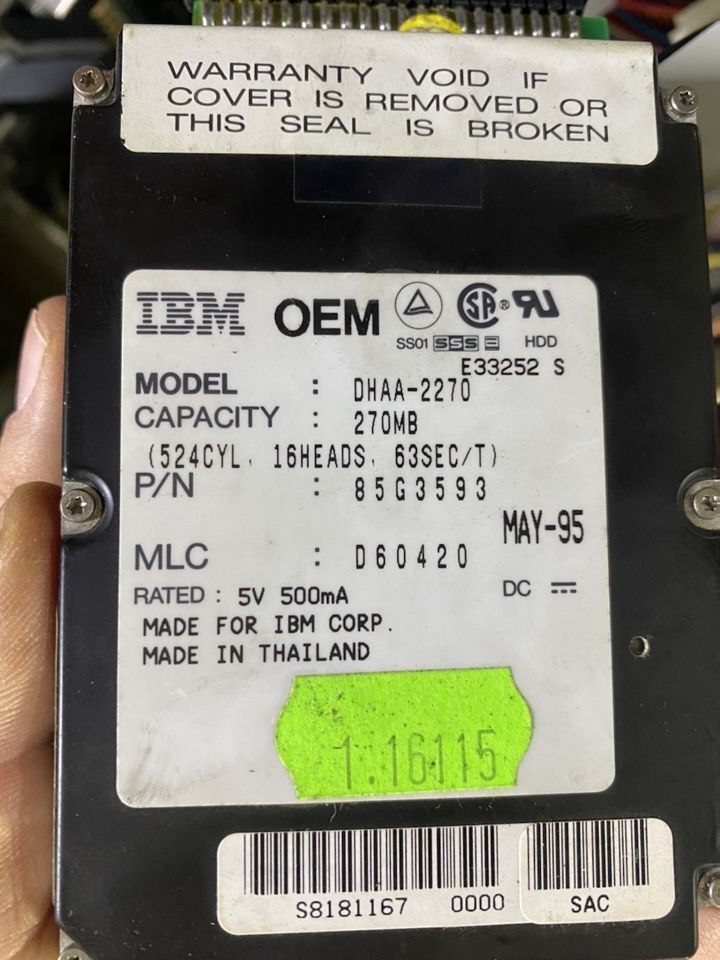 WARRANTY VOID IF
COVER IS REMOVED OR
THIS SEAL IS BROKEN
IBM OEM
SS01 SSS E HDD
E33252 S
MODEL : DHAA-2270
CAPACITY : 270MB
(524CYL, 16HEADS, 63SEC/T)
P/N : 85G3593
MAY-95
MLC : D60420
RATED : 5V 500mA DC
MADE FOR IBM CORP.
MADE IN THAILAND
1.16115
S8181167 0000 SAC